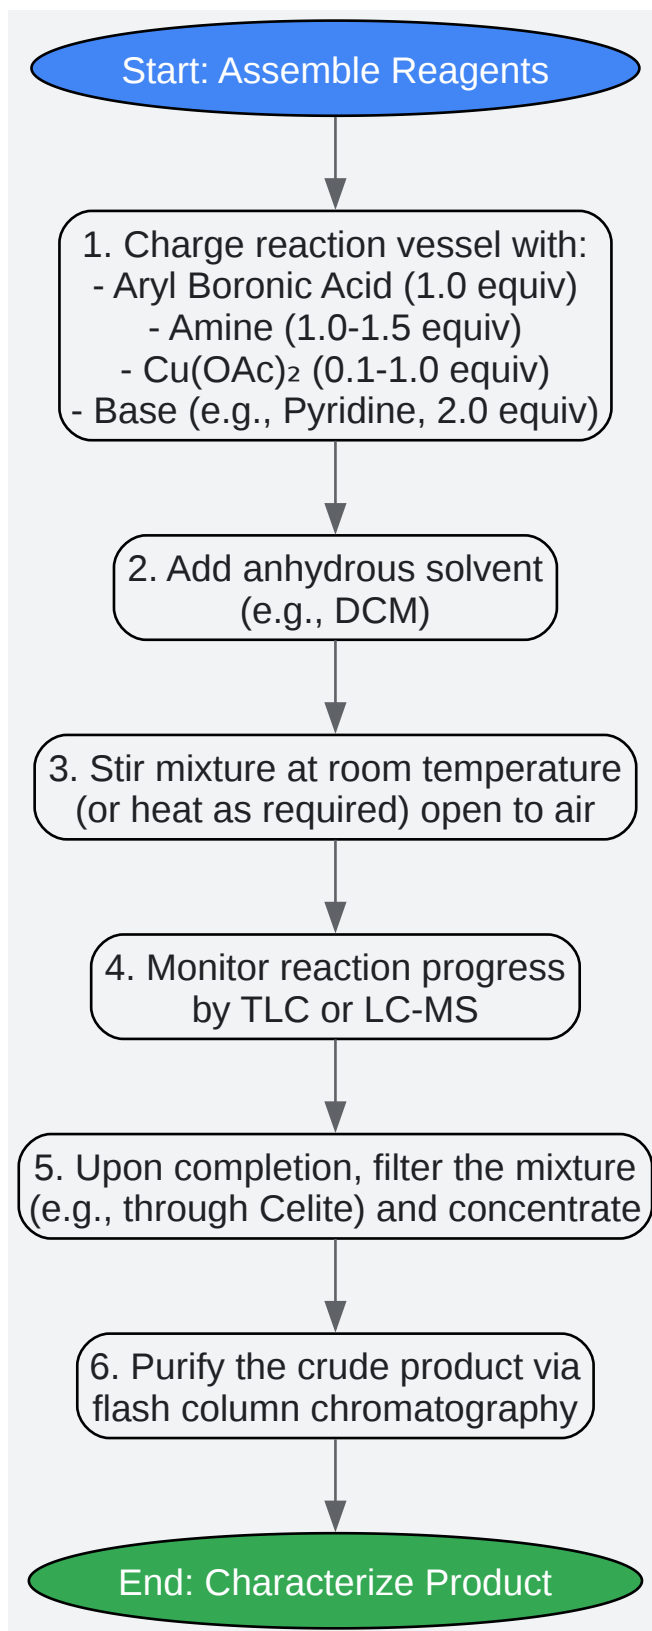 Start: Assemble Reagents
1. Charge reaction vessel with:
- Aryl Boronic Acid (1.0 equiv)
- Amine (1.0-1.5 equiv)
- Cu(OAc)₂ (0.1-1.0 equiv)
- Base (e.g., Pyridine, 2.0 equiv)
2. Add anhydrous solvent
(e.g., DCM)
3. Stir mixture at room temperature
(or heat as required) open to air
4. Monitor reaction progress
by TLC or LC-MS
5. Upon completion, filter the mixture
(e.g., through Celite) and concentrate
6. Purify the crude product via
flash column chromatography
End: Characterize Product